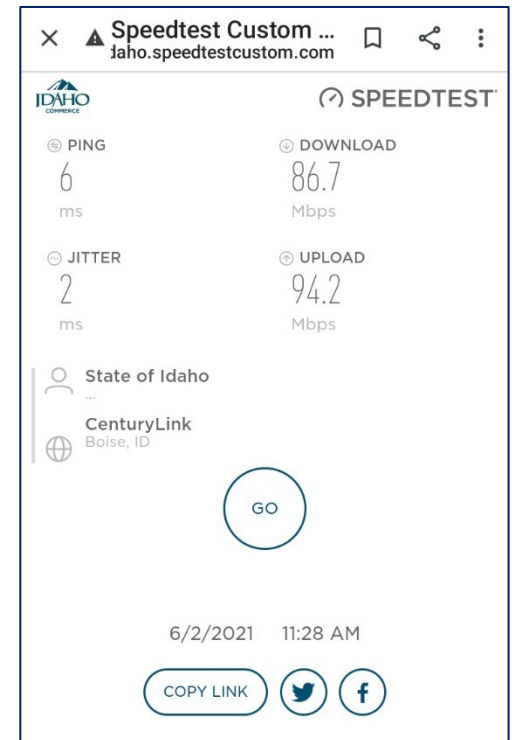 Speedtest Custom ...
daho.speedtestcustom.com
IDAHO
COMMERCE
SPEEDTEST
PING
6
ms
DOWNLOAD
86.7
Mbps
JITTER
2
ms
UPLOAD
94.2
Mbps
State of Idaho
...
CenturyLink
Boise, ID
GO
6/2/2021 11:28 AM
COPY LINK